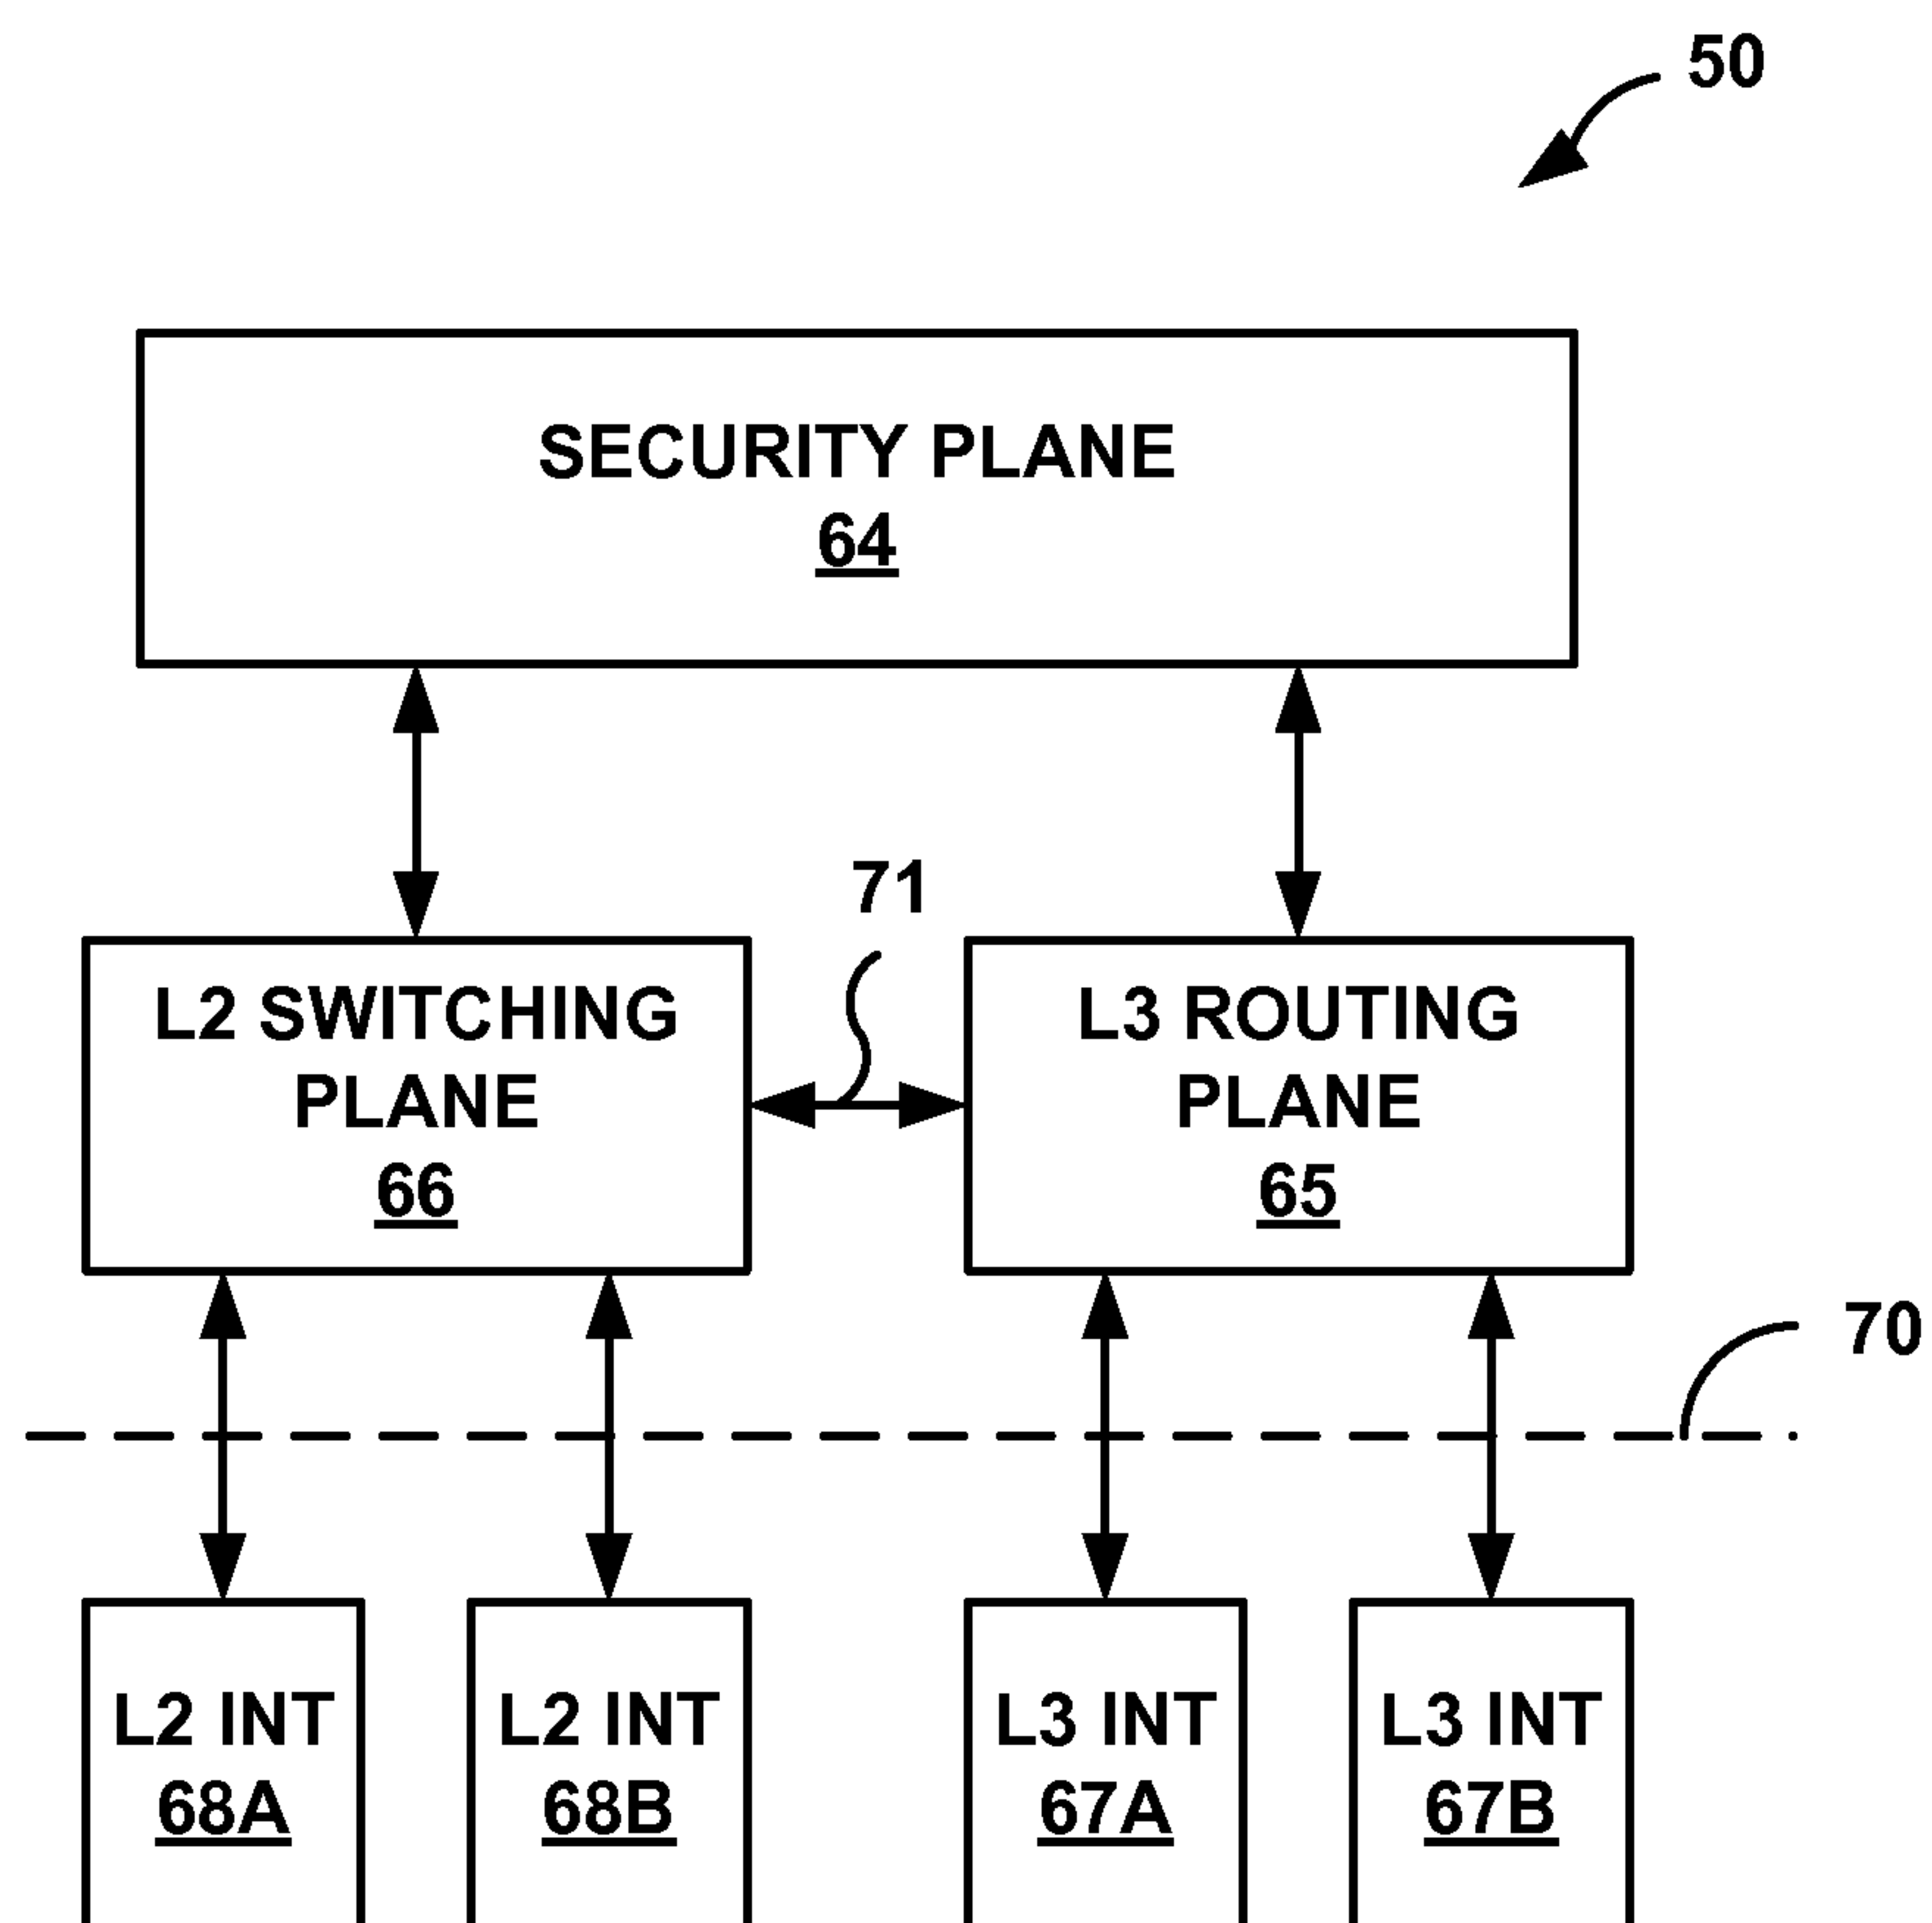 50
SECURITY PLANE
64
71
L2 SWITCHING
PLANE
66
L3 ROUTING
PLANE
65
70
L2 INT
68A
L2 INT
68B
L3 INT
67A
L3 INT
67B